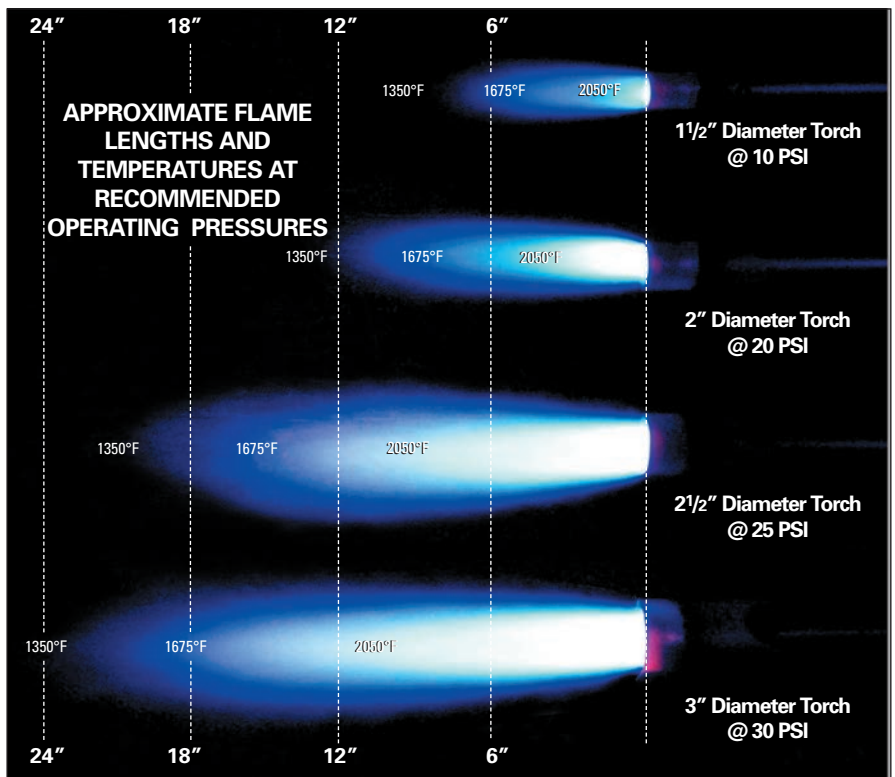 24″ 18″ 12″ 6″
APPROXIMATE FLAME
LENGTHS AND
TEMPERATURES AT
RECOMMENDED
OPERATING PRESSURES
1350°F 1675°F 2050°F
1½″ Diameter Torch
@ 10 PSI
1350°F 1675°F 2050°F
2″ Diameter Torch
@ 20 PSI
1350°F 1675°F 2050°F
2½″ Diameter Torch
@ 25 PSI
1350°F 1675°F 2050°F
3″ Diameter Torch
@ 30 PSI
24″ 18″ 12″ 6″